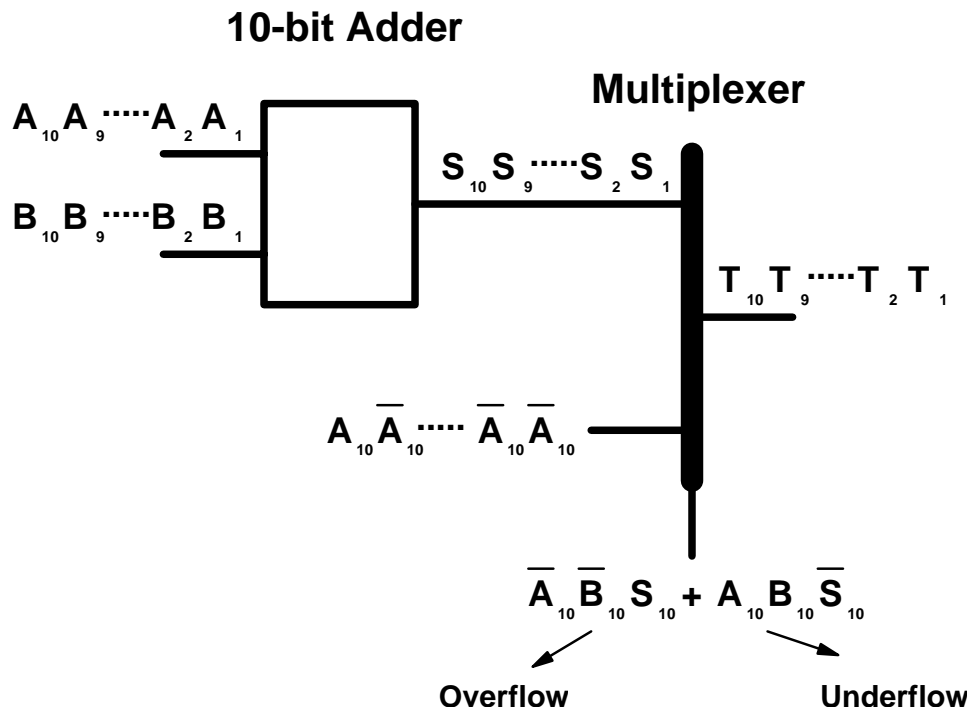 10-bit Adder
Multiplexer
A₁₀A₉·····A₂A₁
S₁₀S₉·····S₂S₁
B₁₀B₉·····B₂B₁
T₁₀T₉·····T₂T₁
A₁₀A̅₁₀····· A̅₁₀A̅₁₀
A̅₁₀B̅₁₀S₁₀ + A₁₀B₁₀S̅₁₀
Overflow Underflow